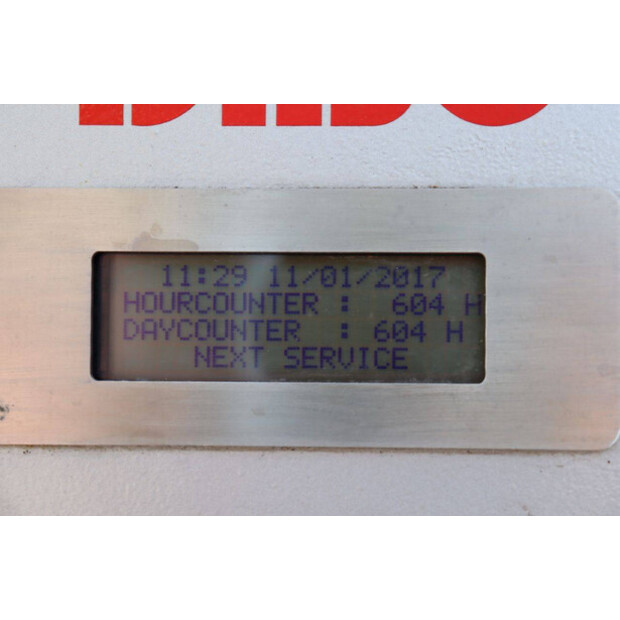 11:29 11/01/2017
HOURCOUNTER : 604 H
DAYCOUNTER : 604 H
NEXT SERVICE